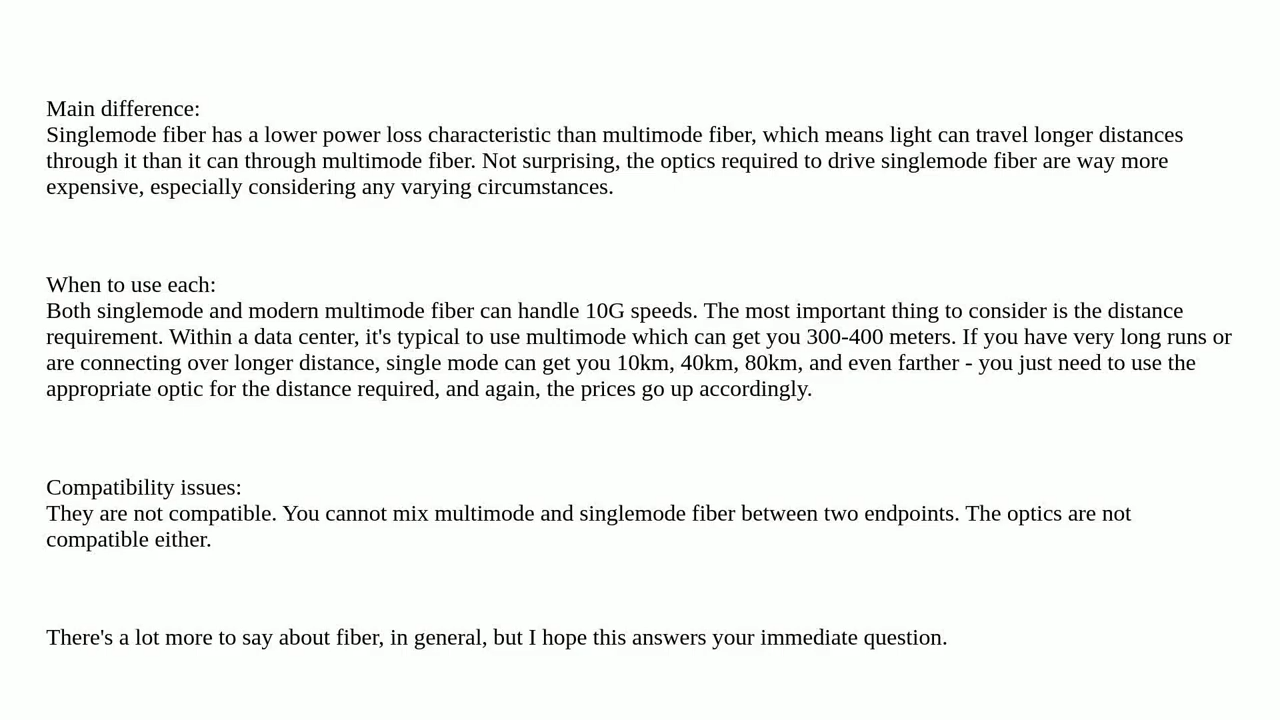 Main difference:
Singlemode fiber has a lower power loss characteristic than multimode fiber, which means light can travel longer distances
through it than it can through multimode fiber. Not surprising, the optics required to drive singlemode fiber are way more
expensive, especially considering any varying circumstances.
When to use each:
Both singlemode and modern multimode fiber can handle 10G speeds. The most important thing to consider is the distance
requirement. Within a data center, it's typical to use multimode which can get you 300-400 meters. If you have very long runs or
are connecting over longer distance, single mode can get you 10km, 40km, 80km, and even farther - you just need to use the
appropriate optic for the distance required, and again, the prices go up accordingly.
Compatibility issues:
They are not compatible. You cannot mix multimode and singlemode fiber between two endpoints. The optics are not
compatible either.
There's a lot more to say about fiber, in general, but I hope this answers your immediate question.